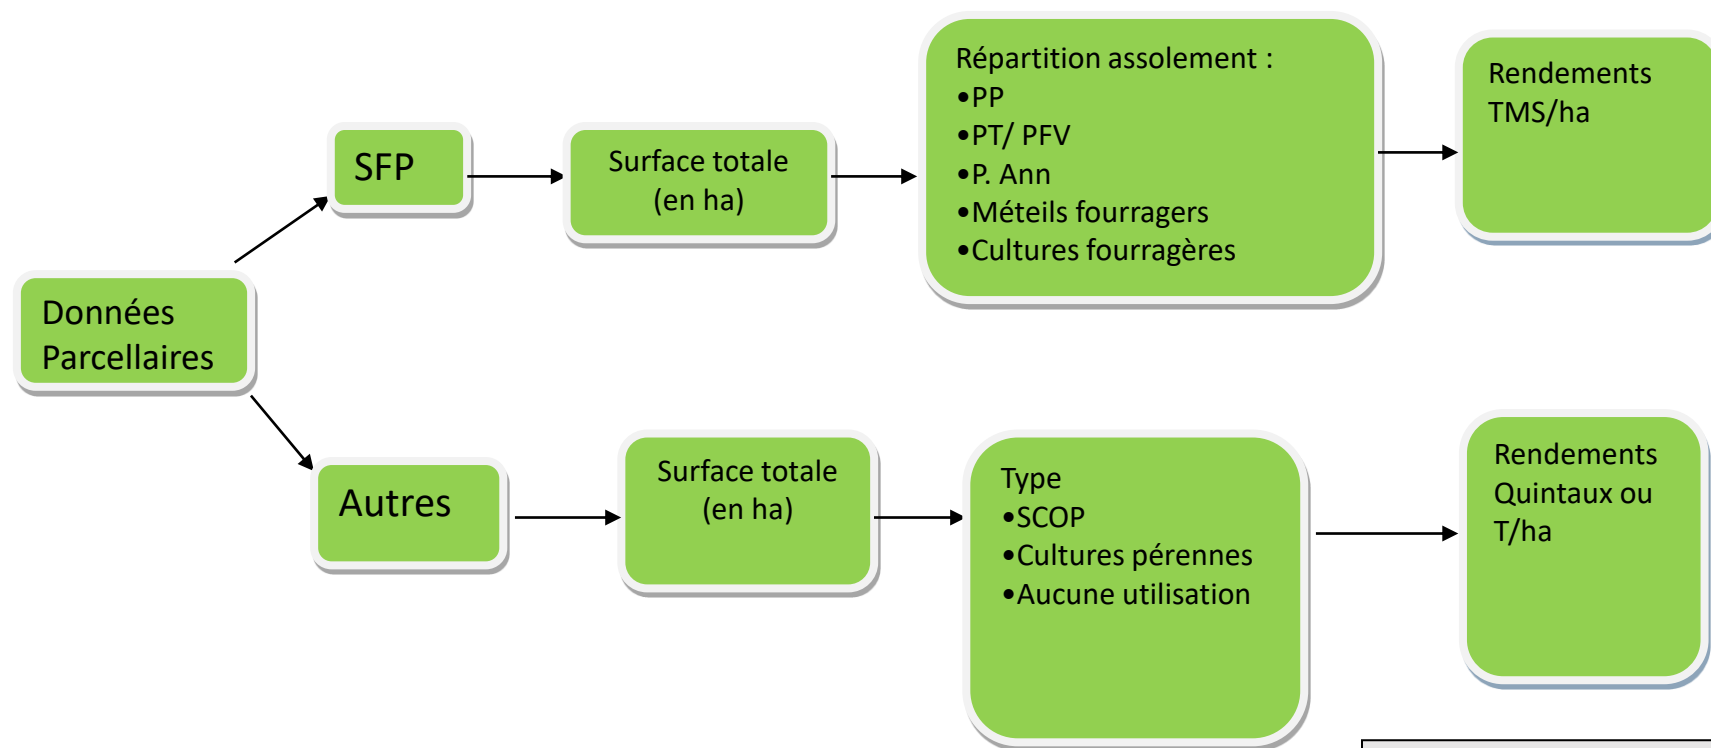 Données
Parcellaires
SFP
Surface totale
(en ha)
Répartition assolement :
•PP
•PT/ PFV
•P. Ann
•Méteils fourragers
•Cultures fourragères
Rendements
TMS/ha
Autres
Surface totale
(en ha)
Type
•SCOP
•Cultures pérennes
•Aucune utilisation
Rendements
Quintaux ou
T/ha